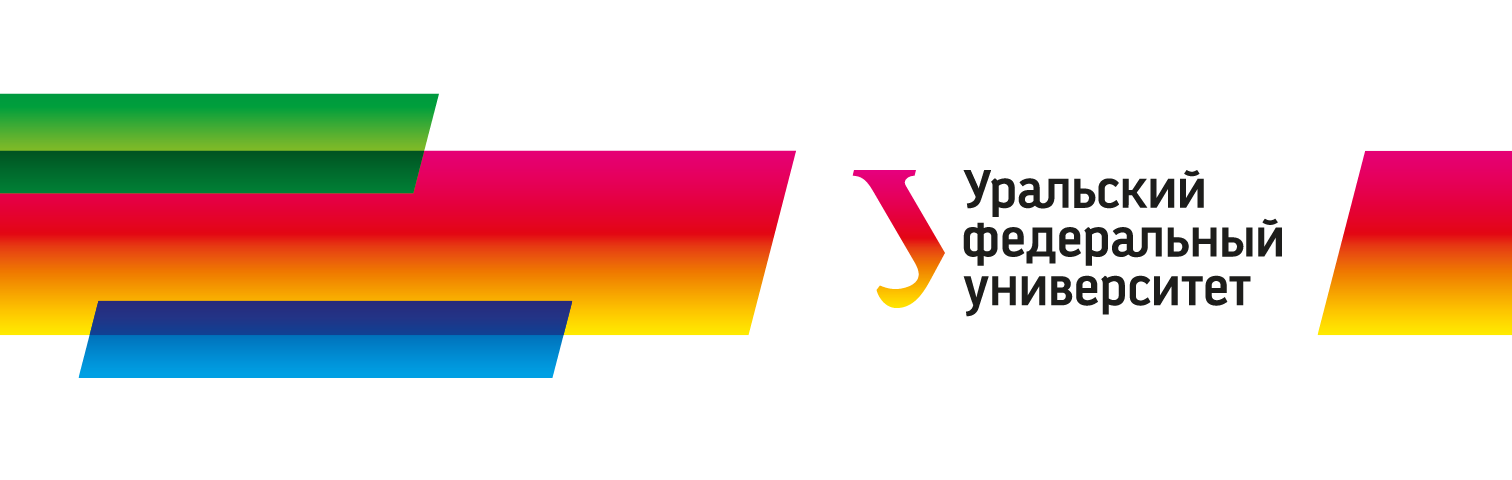 У
Уральский
федеральный
университет